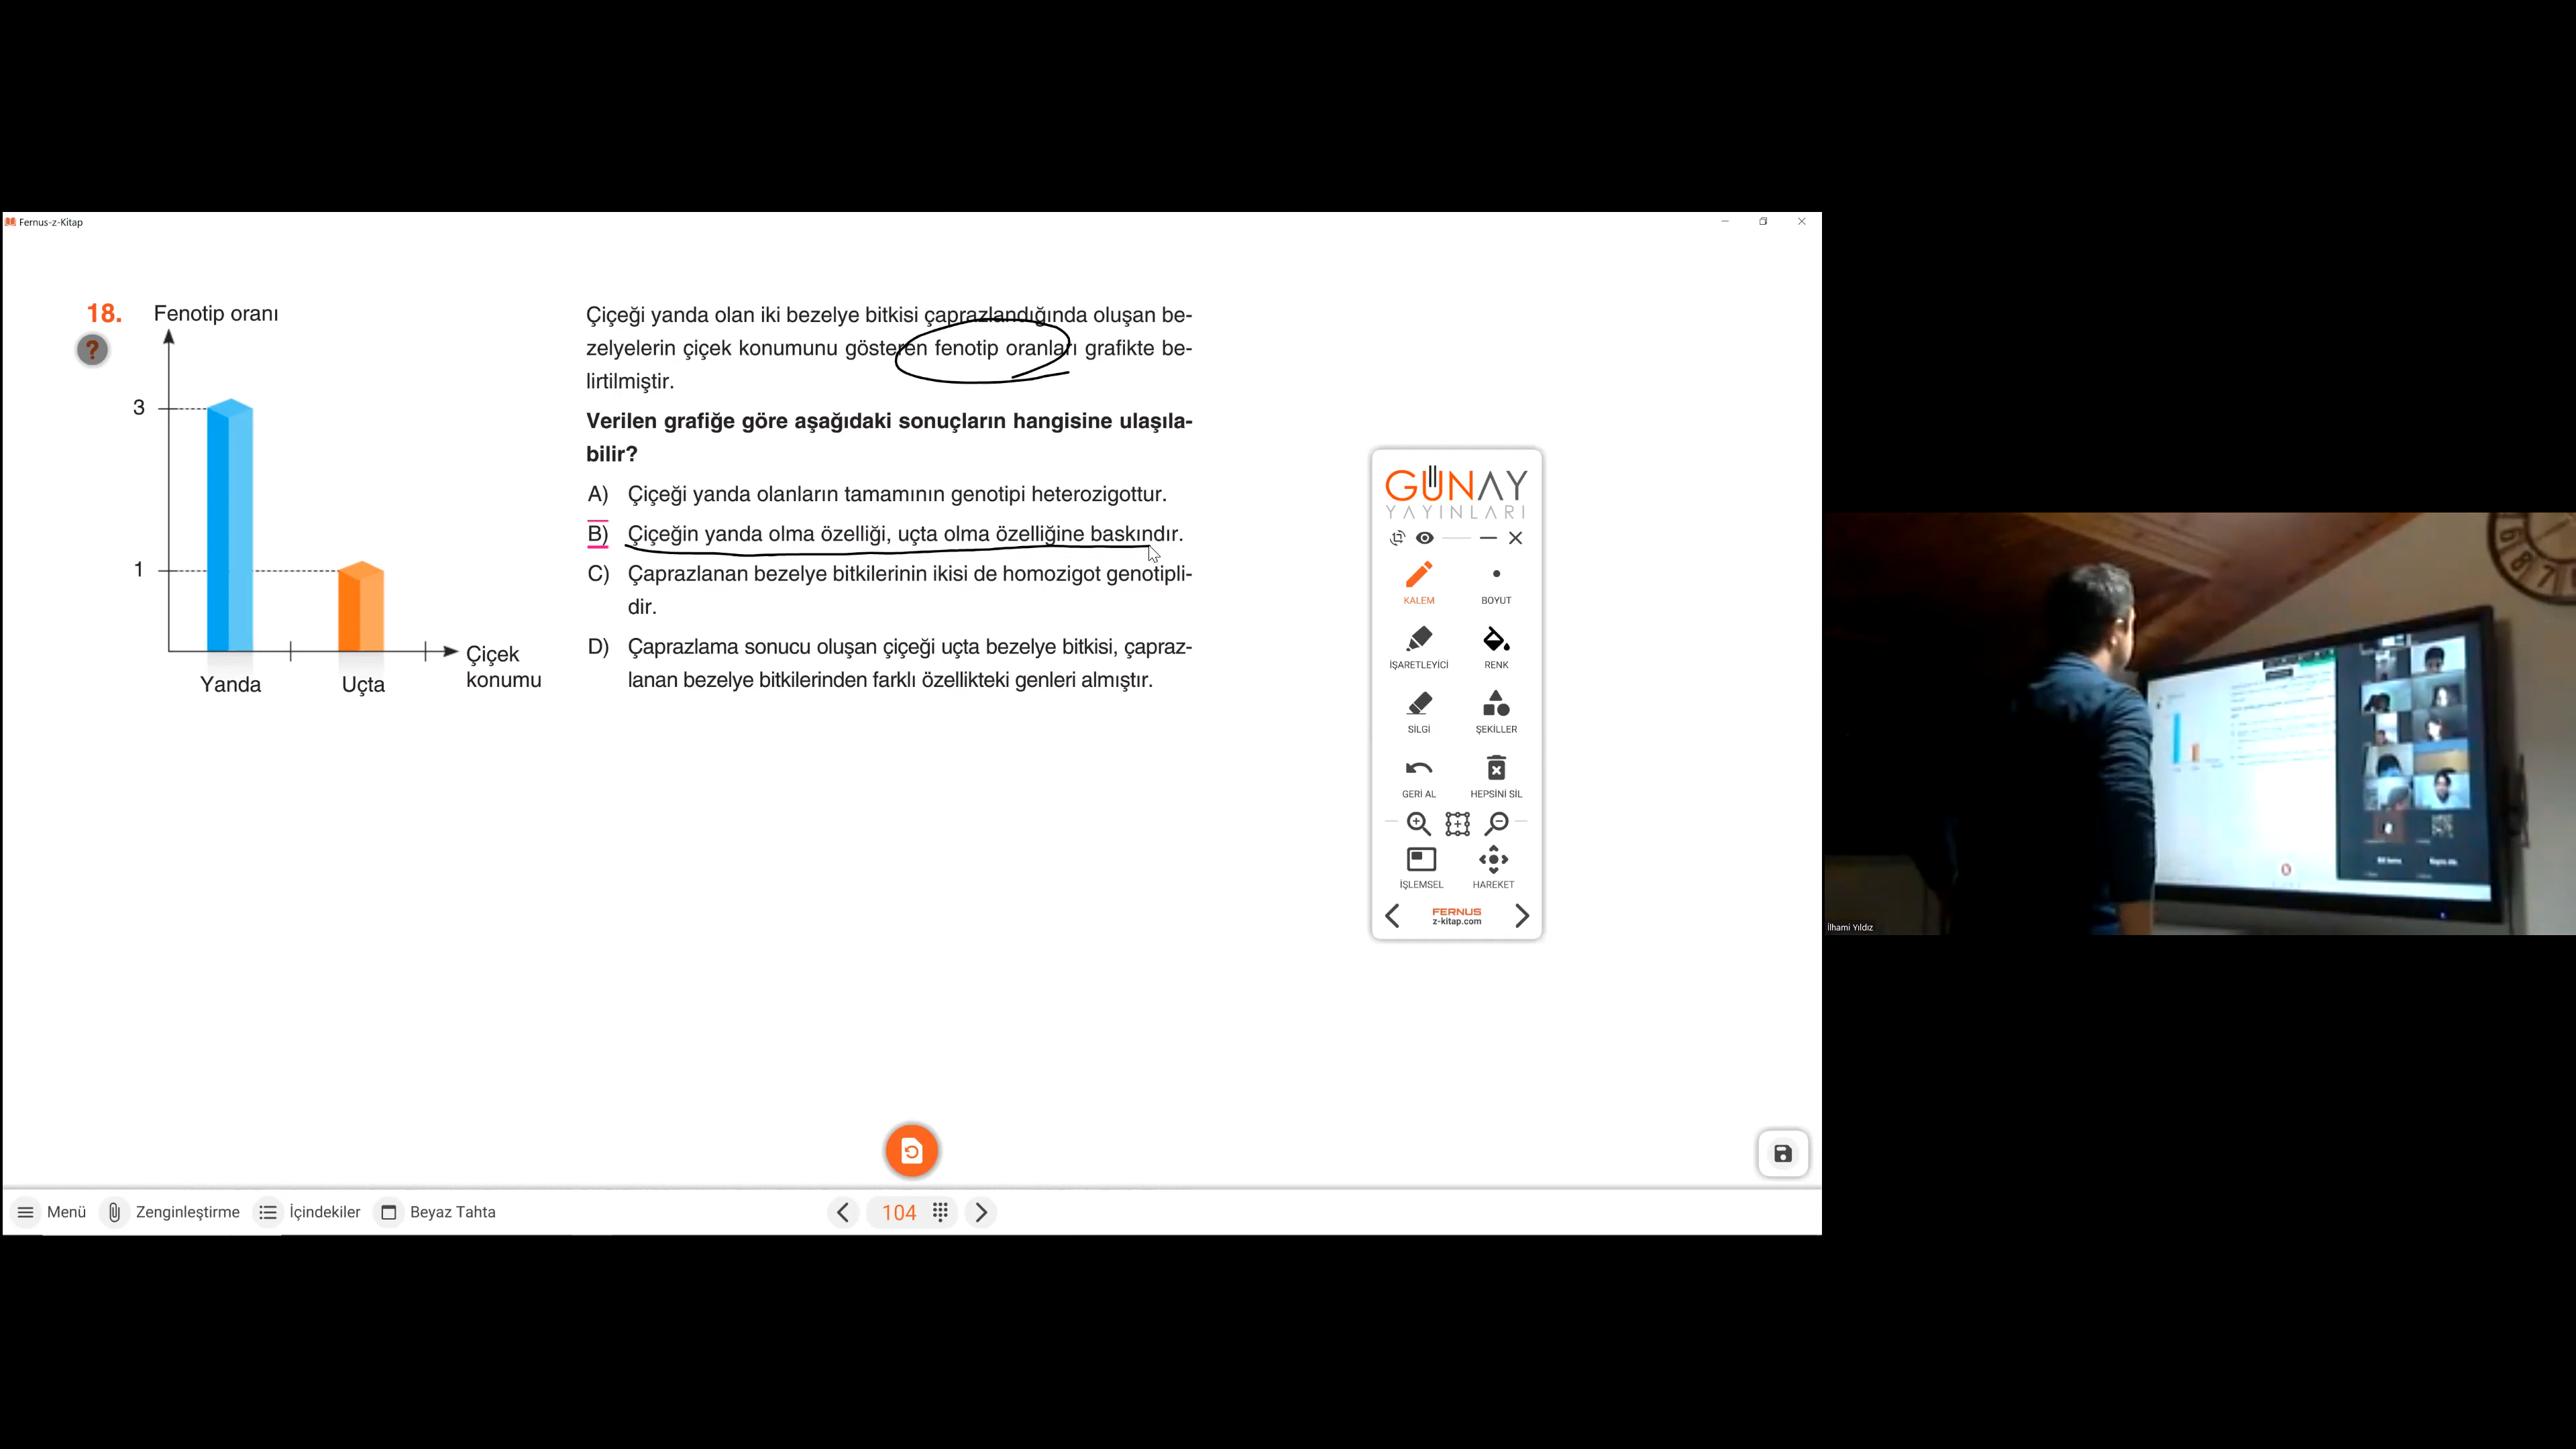 Fernus-z-Kitap
18.
Fenotip oranı
?
3
1
Yanda
Uçta
Çiçek
konumu
Çiçeği yanda olan iki bezelye bitkisi çaprazlandığında oluşan be-
zelyelerin çiçek konumunu gösteren fenotip oranları grafikte be-
lirtilmiştir.
Verilen grafiğe göre aşağıdaki sonuçların hangisine ulaşıla-
bilir?
A) Çiçeği yanda olanların tamamının genotipi heterozigottur.
B) Çiçeğin yanda olma özelliği, uçta olma özelliğine baskındır.
C) Çaprazlanan bezelye bitkilerinin ikisi de homozigot genotipli-
dir.
D) Çaprazlama sonucu oluşan çiçeği uçta bezelye bitkisi, çapraz-
lanan bezelye bitkilerinden farklı özellikteki genleri almıştır.
GÜNAY
YAYINLARI
KALEM
BOYUT
İŞARETLEYİCİ
RENK
SİLGİ
ŞEKİLLER
GERİ AL
HEPSİNİ SİL
İŞLEMSEL
HAREKET
FERNUS
z-kitap.com
Menü
Zenginleştirme
İçindekiler
Beyaz Tahta
104
İlhami Yıldız